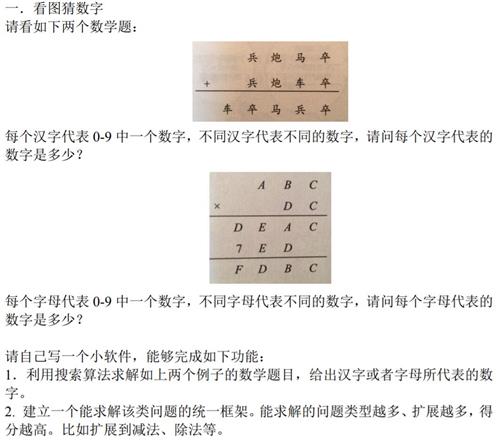 一．看图猜数字
请看如下两个数学题：
兵 炮 马 卒
+ 兵 炮 车 卒
车 卒 马 兵 卒
每个汉字代表 0-9 中一个数字，不同汉字代表不同的数字，请问每个汉字代表的
数字是多少？
A B C
× D C
D E A C
7 E D
F D B C
每个字母代表 0-9 中一个数字，不同字母代表不同的数字，请问每个字母代表的
数字是多少？
请自己写一个小软件，能够完成如下功能：
1．利用搜索算法求解如上两个例子的数学题目，给出汉字或者字母所代表的数
字。
2. 建立一个能求解该类问题的统一框架。能求解的问题类型越多、扩展越多，得
分越高。比如扩展到减法、除法等。